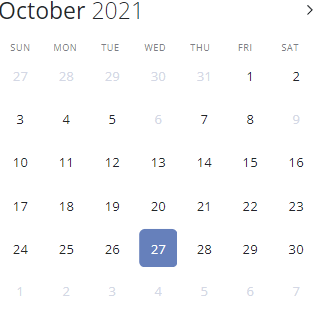 October 2021 >
SUN MON TUE WED THU FRI SAT
27 28 29 30 31 1 2
3 4 5 6 7 8 9
10 11 12 13 14 15 16
17 18 19 20 21 22 23
24 25 26 27 28 29 30
1 2 3 4 5 6 7